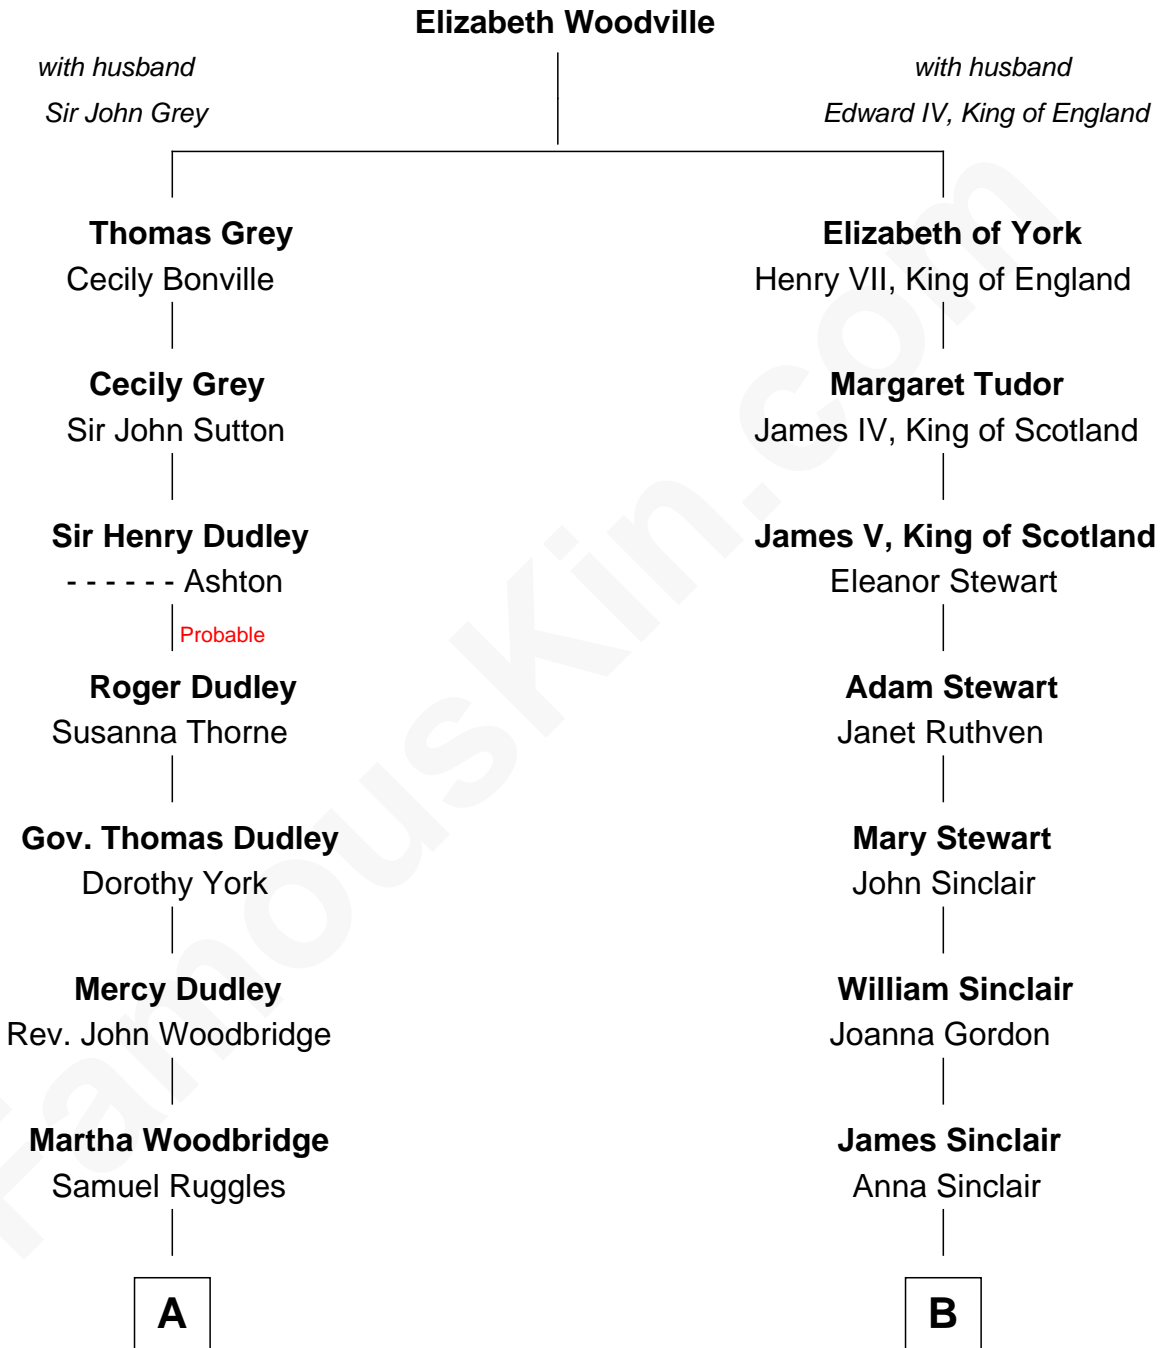 Elizabeth Woodville
with husband
Sir John Grey
with husband
Edward IV, King of England
Thomas Grey
Cecily Bonville
Elizabeth of York
Henry VII, King of England
Cecily Grey
Sir John Sutton
Margaret Tudor
James IV, King of Scotland
Sir Henry Dudley
- - - - - - Ashton
James V, King of Scotland
Eleanor Stewart
Probable
Roger Dudley
Susanna Thorne
Adam Stewart
Janet Ruthven
Gov. Thomas Dudley
Dorothy York
Mary Stewart
John Sinclair
Mercy Dudley
Rev. John Woodbridge
William Sinclair
Joanna Gordon
Martha Woodbridge
Samuel Ruggles
James Sinclair
Anna Sinclair
A
B
FamousKin.com